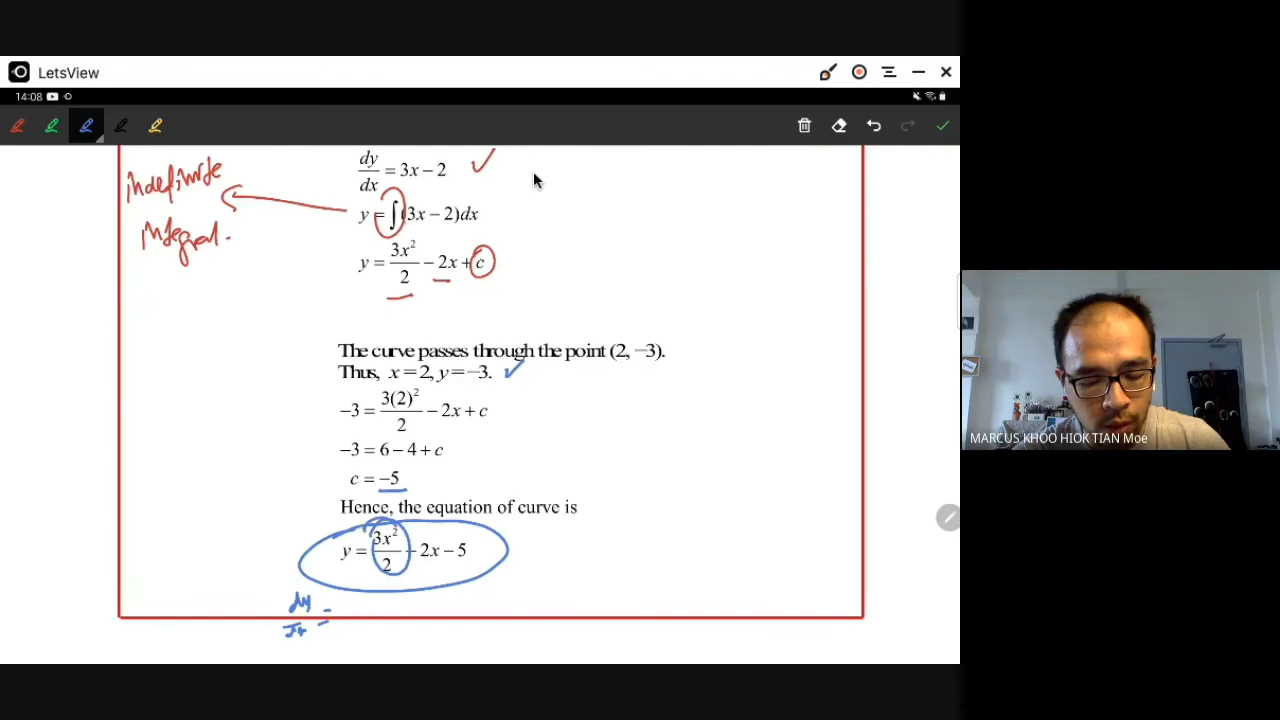 LetsView
14:08
indefinite
integral.
dy/dx = 3x − 2 ✓
y = ∫(3x − 2)dx
y = 3x²/2 − 2x + c
The curve passes through the point (2, −3).
Thus, x = 2, y = −3. ✓
−3 = 3(2)²/2 − 2x + c
−3 = 6 − 4 + c
c = −5
Hence, the equation of curve is
y = 3x²/2 − 2x − 5
dy/dx =
MARCUS KHOO HIOK TIAN Moe